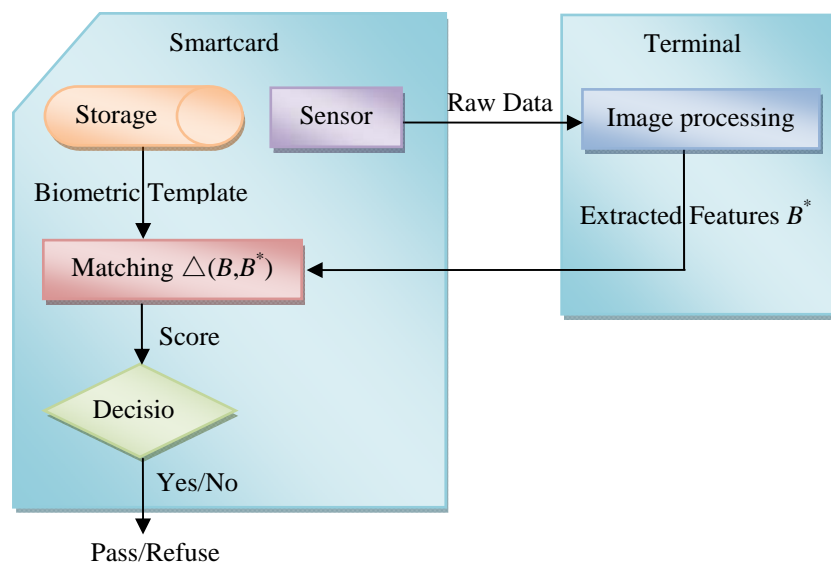 Smartcard
Terminal
Storage
Sensor
Raw Data
Image processing
Biometric Template
Extracted Features B*
Matching △(B,B*)
Score
Decisio
Yes/No
Pass/Refuse